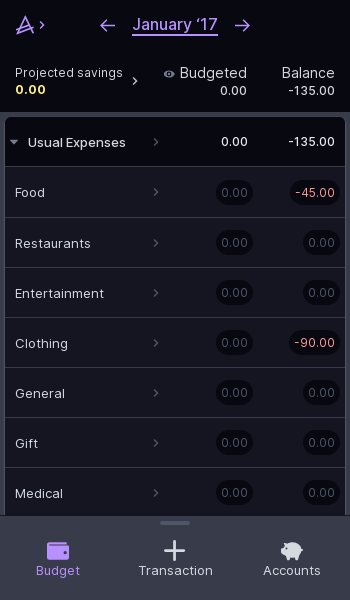 January ‘17
Projected savings
0.00
Budgeted
0.00
Balance
-135.00
Usual Expenses 0.00 -135.00
Food 0.00 -45.00
Restaurants 0.00 0.00
Entertainment 0.00 0.00
Clothing 0.00 -90.00
General 0.00 0.00
Gift 0.00 0.00
Medical 0.00 0.00
Budget Transaction Accounts